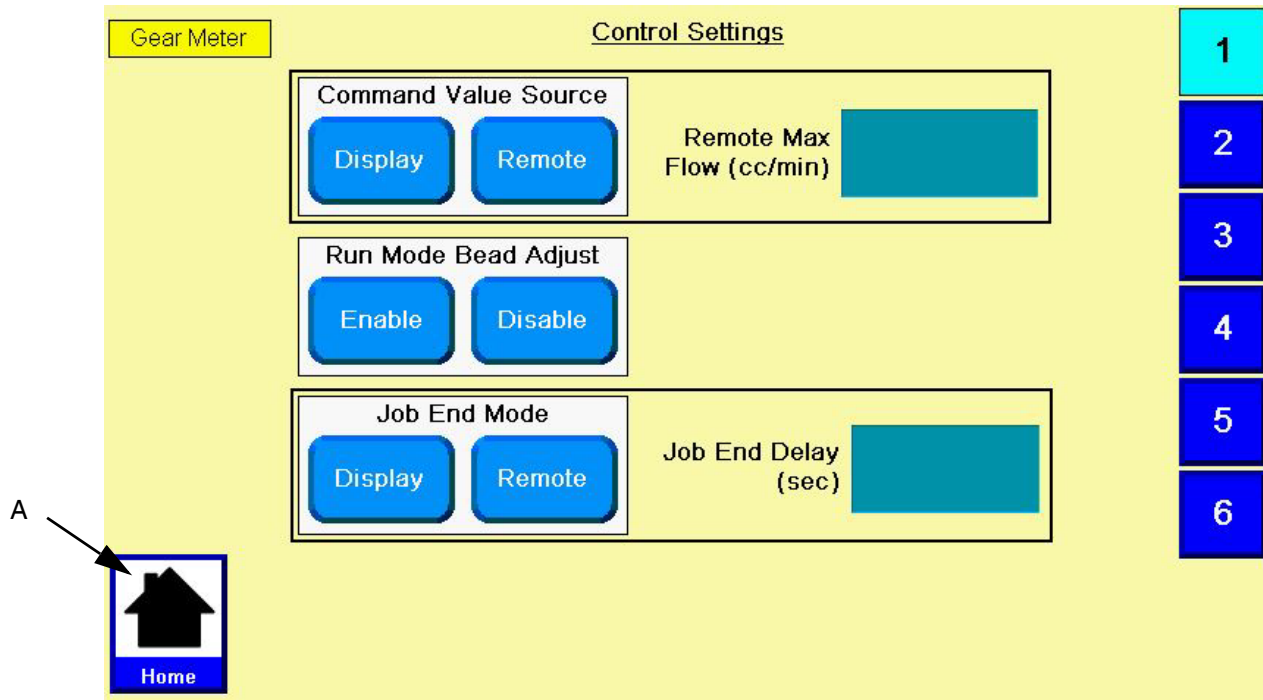 Gear Meter
Control Settings
1
Command Value Source
Display
Remote
Remote Max
Flow (cc/min)
2
3
Run Mode Bead Adjust
Enable
Disable
4
Job End Mode
Display
Remote
Job End Delay
(sec)
5
6
A
Home